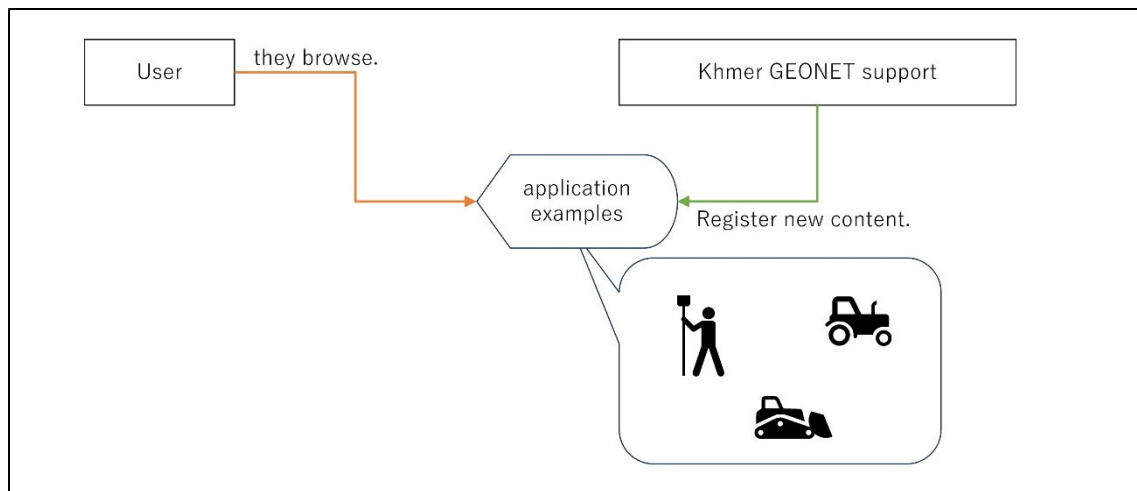 User
they browse.
Khmer GEONET support
application
examples
Register new content.